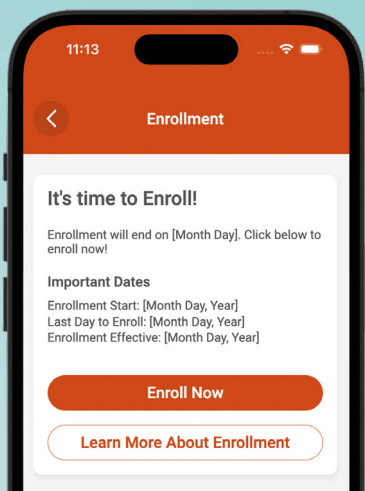 11:13
Enrollment
It's time to Enroll!
Enrollment will end on [Month Day]. Click below to
enroll now!
Important Dates
Enrollment Start: [Month Day, Year]
Last Day to Enroll: [Month Day, Year]
Enrollment Effective: [Month Day, Year]
Enroll Now
Learn More About Enrollment